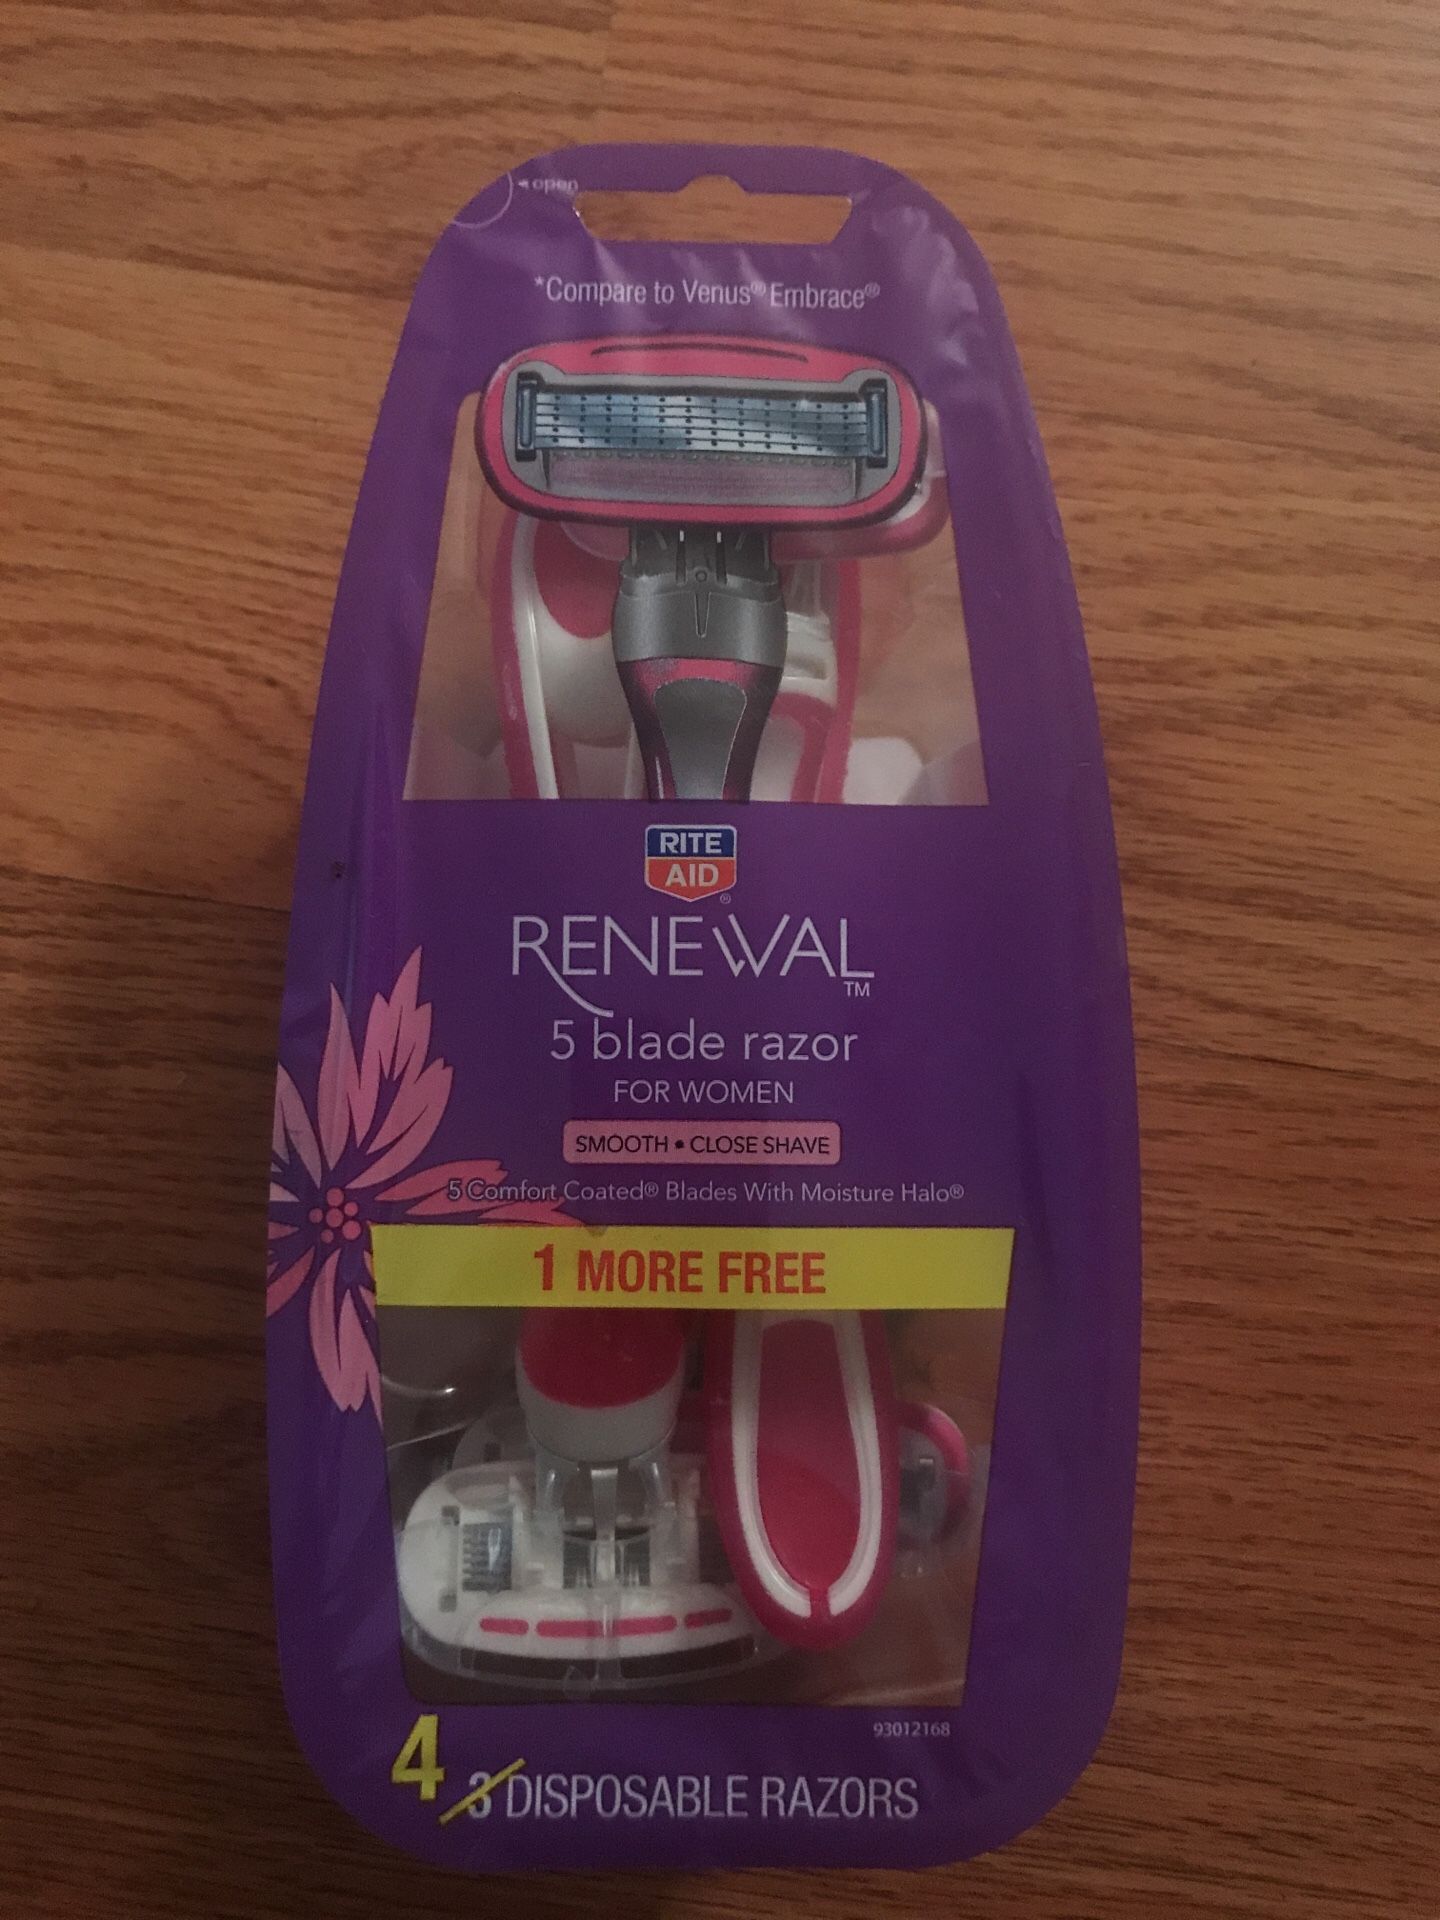 open
*Compare to Venus® Embrace®
RITE
AID
®
RENEWAL
™
5 blade razor
FOR WOMEN
SMOOTH • CLOSE SHAVE
5 Comfort Coated® Blades With Moisture Halo®
1 MORE FREE
93012168
4 3 DISPOSABLE RAZORS